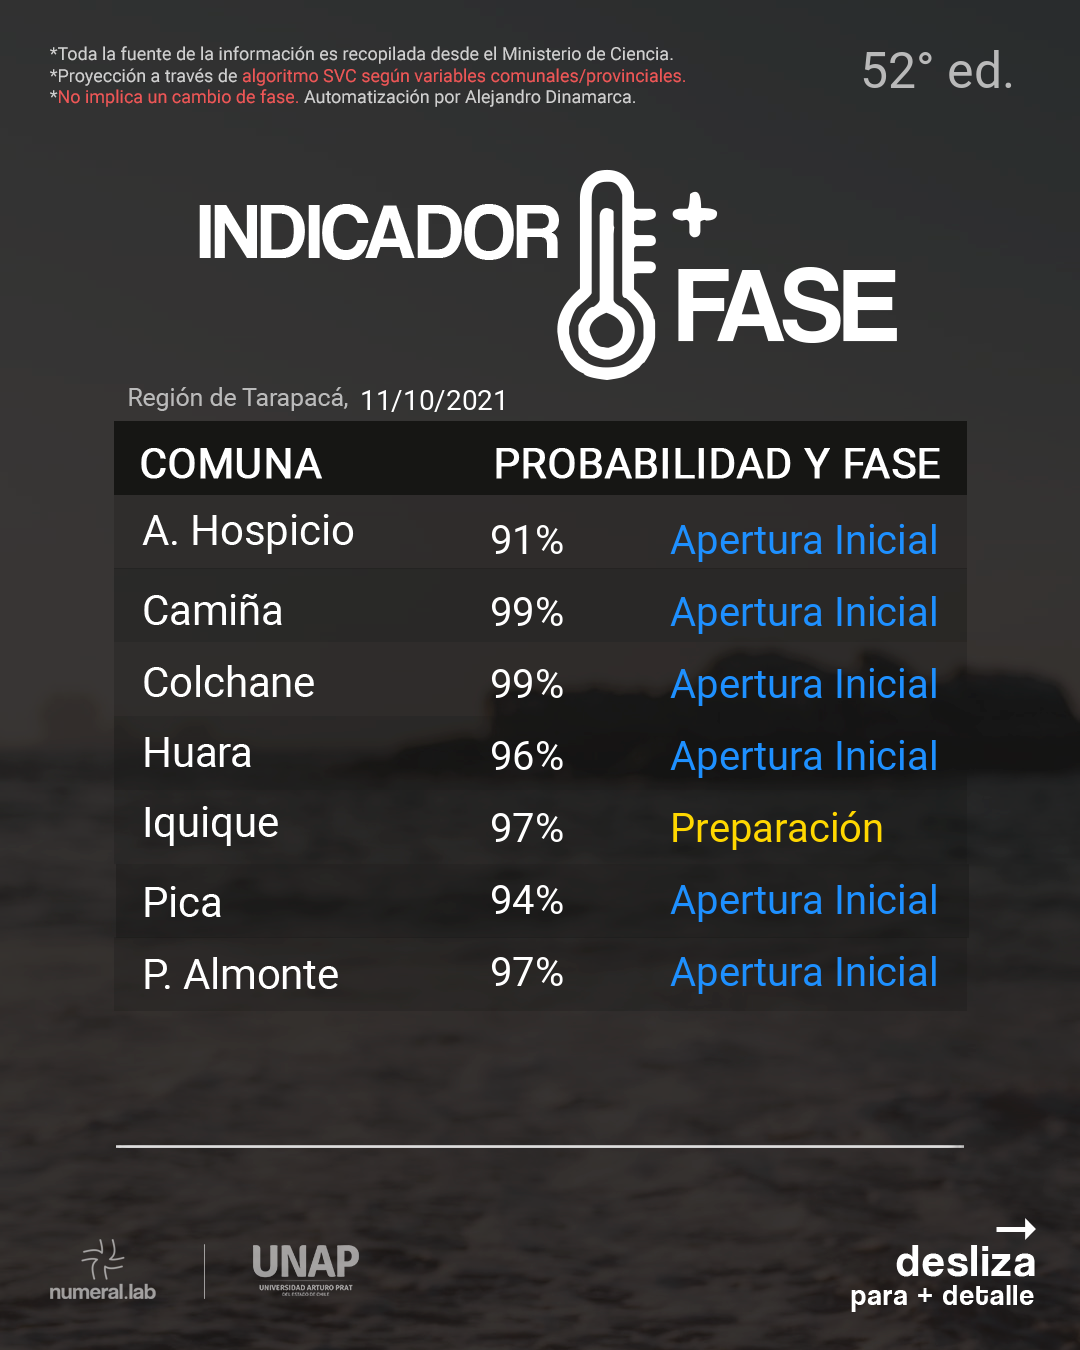 *Toda la fuente de la información es recopilada desde el Ministerio de Ciencia.
*Proyección a través de algoritmo SVC según variables comunales/provinciales.
*No implica un cambio de fase. Automatización por Alejandro Dinamarca.
52° ed.
INDICADOR +
FASE
Región de Tarapacá, 11/10/2021
COMUNA PROBABILIDAD Y FASE
A. Hospicio 91% Apertura Inicial
Camiña 99% Apertura Inicial
Colchane 99% Apertura Inicial
Huara 96% Apertura Inicial
Iquique 97% Preparación
Pica 94% Apertura Inicial
P. Almonte 97% Apertura Inicial
numeral.lab
UNAP
UNIVERSIDAD ARTURO PRAT
DEL ESTADO DE CHILE
desliza
para + detalle